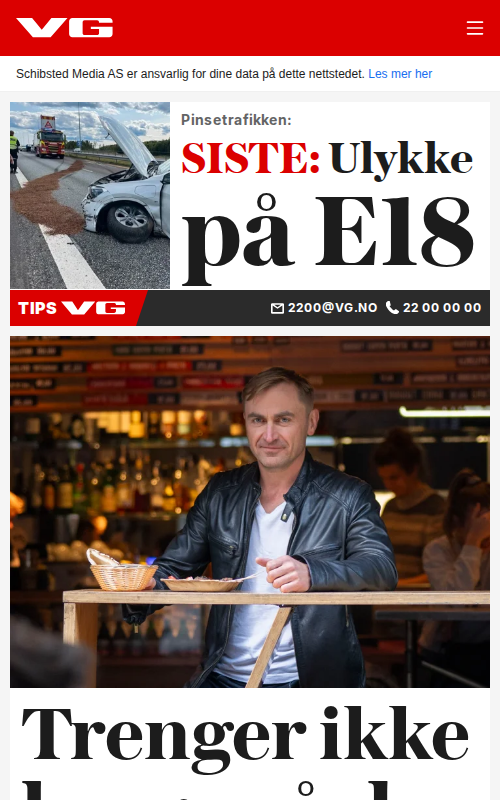 VG
Schibsted Media AS er ansvarlig for dine data på dette nettstedet. Les mer her
Pinsetrafikken:
SISTE: Ulykke
på E18
TIPS VG 2200@VG.NO 22 00 00 00
Trenger ikke